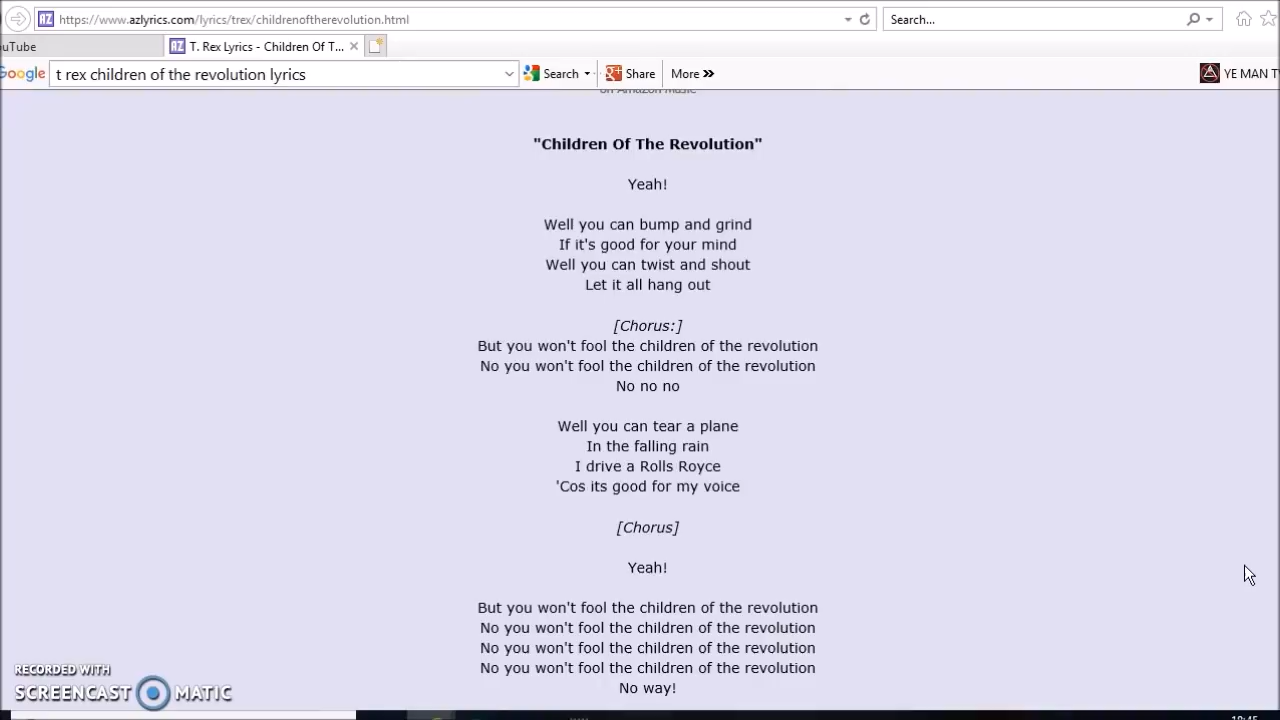 https://www.azlyrics.com/lyrics/trex/childrenoftherevolution.html
Search...
T. Rex Lyrics - Children Of T...
Google
t rex children of the revolution lyrics
Search
Share
More
YE MAN
on Amazon Music
"Children Of The Revolution"
Yeah!
Well you can bump and grind
If it's good for your mind
Well you can twist and shout
Let it all hang out
[Chorus:]
But you won't fool the children of the revolution
No you won't fool the children of the revolution
No no no
Well you can tear a plane
In the falling rain
I drive a Rolls Royce
'Cos its good for my voice
[Chorus]
Yeah!
But you won't fool the children of the revolution
No you won't fool the children of the revolution
No you won't fool the children of the revolution
No you won't fool the children of the revolution
No way!
RECORDED WITH
SCREENCAST MATIC